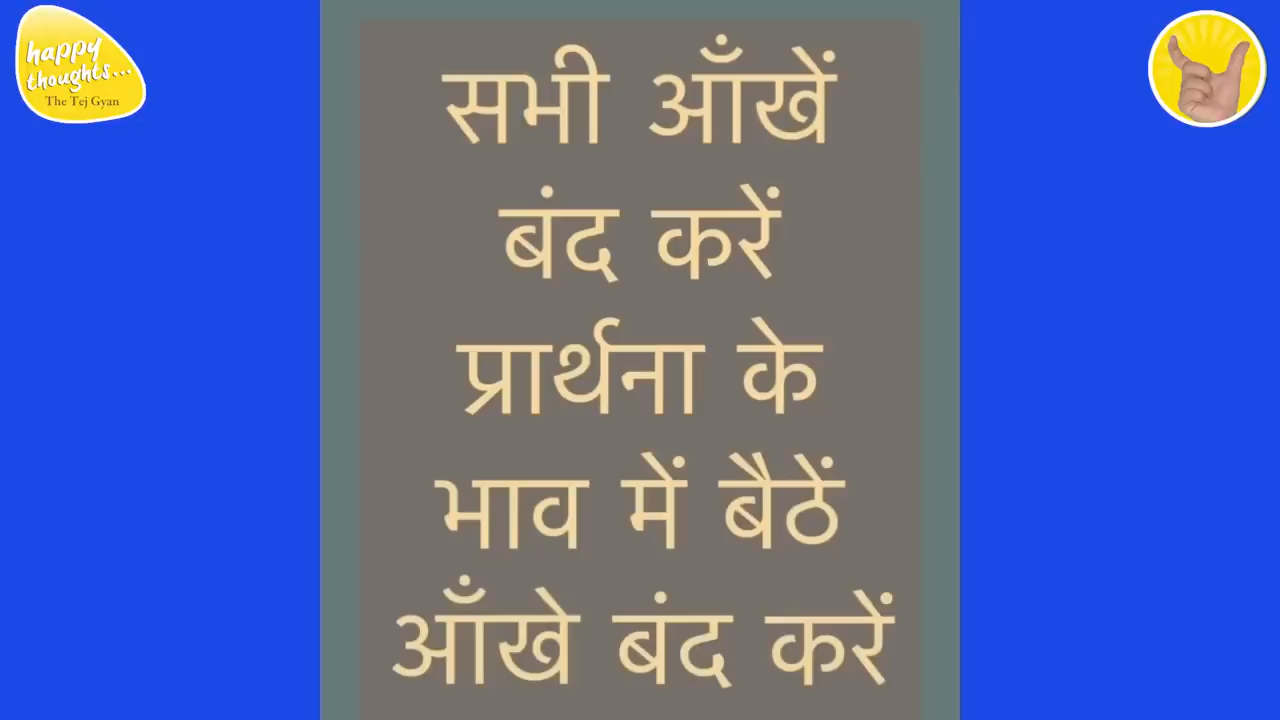 happy
thoughts...
The Tej Gyan
सभी आँखें
बंद करें
प्रार्थना के
भाव में बैठें
आँखे बंद करें